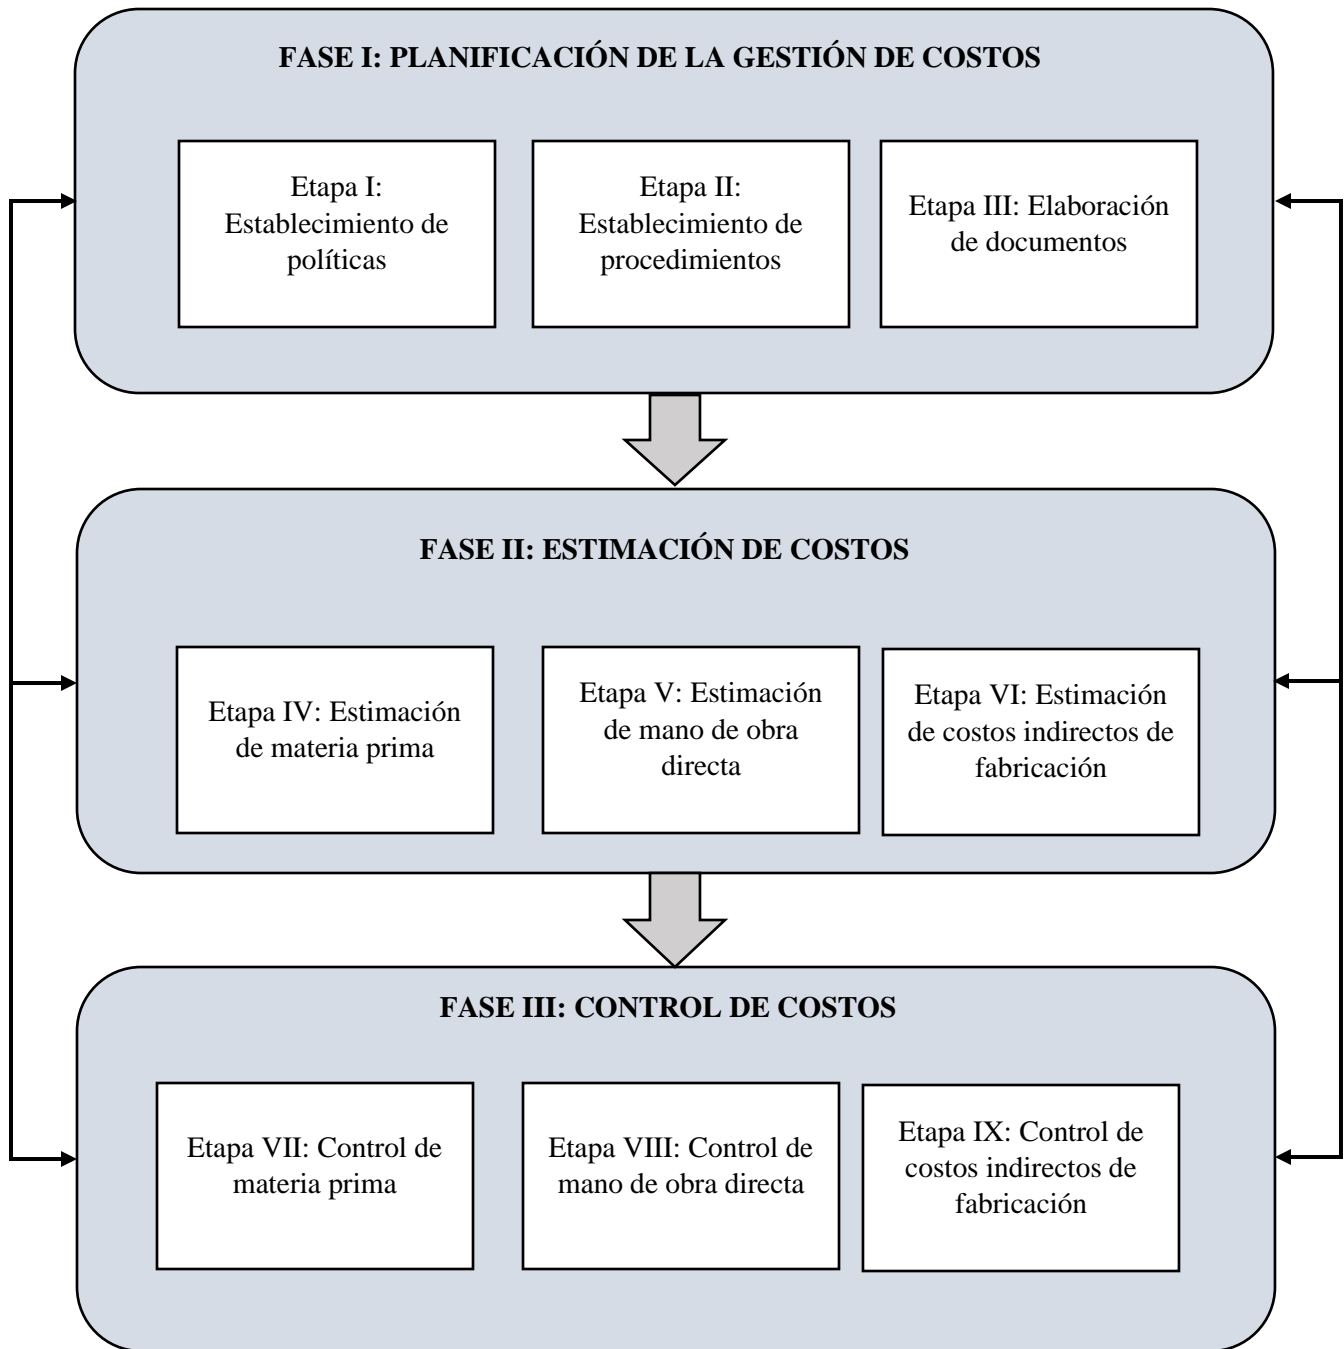 FASE I: PLANIFICACIÓN DE LA GESTIÓN DE COSTOS
Etapa I:
Establecimiento de
políticas
Etapa II:
Establecimiento de
procedimientos
Etapa III: Elaboración
de documentos
FASE II: ESTIMACIÓN DE COSTOS
Etapa IV: Estimación
de materia prima
Etapa V: Estimación
de mano de obra
directa
Etapa VI: Estimación
de costos indirectos de
fabricación
FASE III: CONTROL DE COSTOS
Etapa VII: Control de
materia prima
Etapa VIII: Control de
mano de obra directa
Etapa IX: Control de
costos indirectos de
fabricación